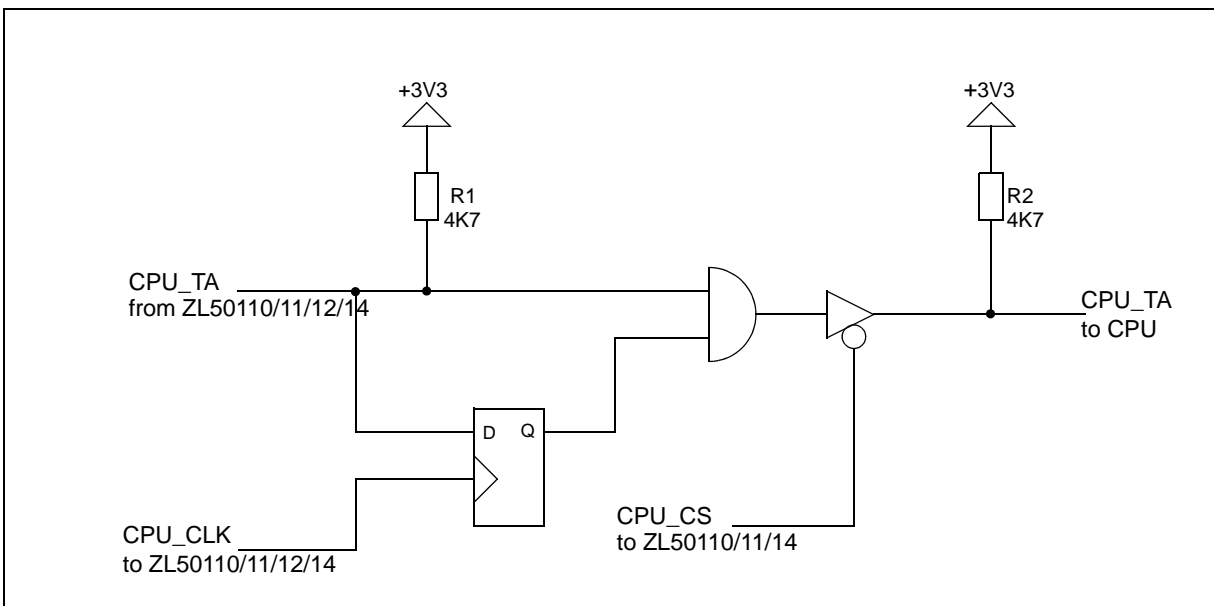 +3V3
+3V3
R1
4K7
R2
4K7
CPU_TA
from ZL50110/11/12/14
CPU_TA
to CPU
D Q
CPU_CLK
to ZL50110/11/12/14
CPU_CS
to ZL50110/11/14